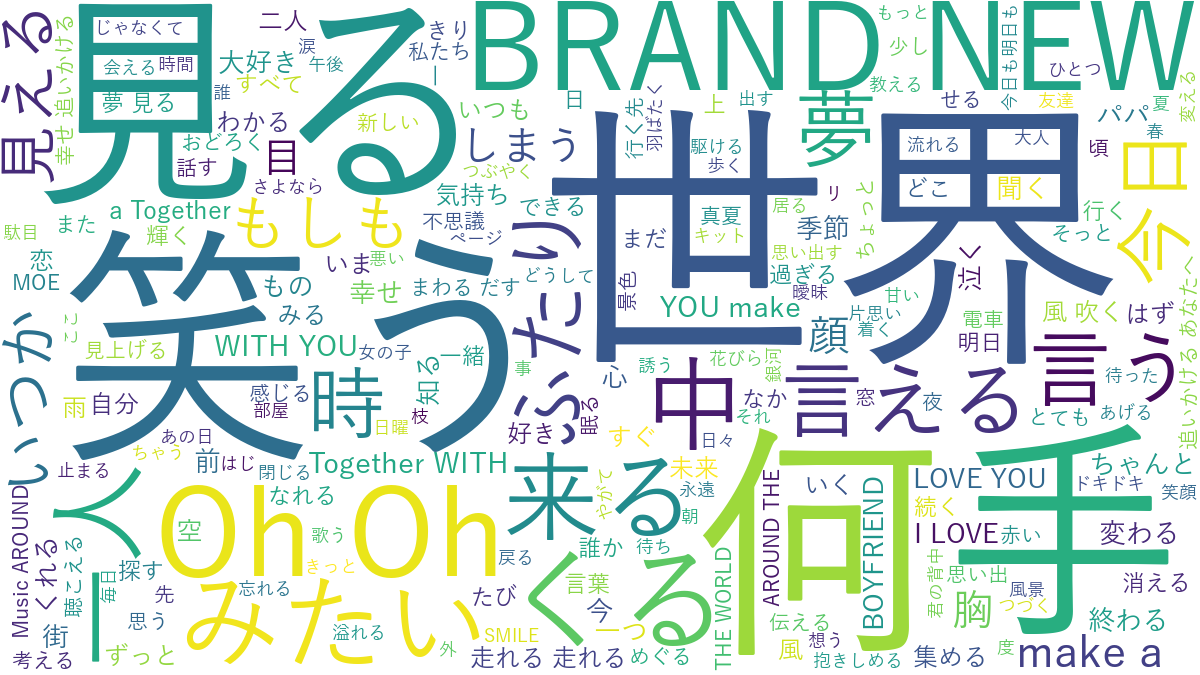 見える
じゃなくて
会える
時間
夢 見る
幸せ
追いかける
見る
二人
涙
午後
大好き
すべて
誰
わかる
おどろく
話す
目
新しい
さよなら
きり
私たち
ー
いつも
しまう
つぶやく
気持ち
不思議
ページ
できる
BRAND NEW
日
上
出す
行く先
羽ばたく
駆ける
歩く
夢
教える
もっと
少し
せる
今日も明日も
友達
ひとつ
パパ
夏
春
変える
頃
大人
流れる
どこ
聞く
リ
今日
行く
そっと
世界
a Together
もしも
また
輝く
駄目
恋
MOE
悪い
いま
もの
みる
幸せ
まわる だす
どうして
ふたり
まだ
景色
真夏
キット
居る
季節
思い出す
ちょっと
過ぎる
曖昧
甘い
泣く
片思い
着く
電車
明日
風 吹く
はず
追いかける あなたへ
いつか
こ
見上げる
雨
自分
笑う
WITH YOU
女の子
一緒
感じる
部屋
時
知る
枝
日曜
事
好き
眠る
心
YOU make
誘う
花びら
銀河
顔
中
なか
それ
日々
すぐ
言える
窓
夜
言う
待った
とても
あげる
あの日
ちゃう
前
はじ
閉じる
止まる
Together WITH
なれる
人
Oh Oh
来る
やがて
未来
永遠
朝
何
いく
LOVE YOU
続く
I LOVE
赤い
手
ちゃんと
ドキドキ
笑顔
変わる
消える
Music AROUND
くれる
聴こえる
毎日
探す
先
街
思う
ずっと
考える
一
空
歌う
きっと
忘れる
溢れる
外
みたい
戻る
たび
SMILE
走れる 走れる
くる
誰か
待ち
言葉
今
一つ
めぐる
THE WORLD
AROUND THE
伝える
風
想う
抱きしめる
BOYFRIEND
君の背中
思い出
風景
胸
つづく
度
集める
終わる
make a